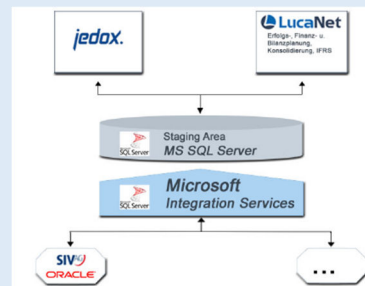 jedox.
LucaNet
Erfolgs-, Finanz- u.
Bilanzplanung,
Konsolidierung, IFRS
Staging Area
MS SQL Server
SQL Server
Microsoft
Integration Services
SQL Server
SIV AG
ORACLE
...